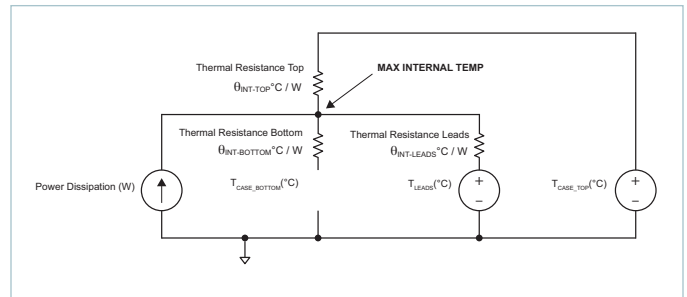 Thermal Resistance Top
θINT-TOP°C / W
MAX INTERNAL TEMP
Thermal Resistance Bottom
θINT-BOTTOM°C / W
Thermal Resistance Leads
θINT-LEADS°C / W
Power Dissipation (W)
TCASE_BOTTOM(°C)
TLEADS(°C)
TCASE_TOP(°C)
+
–
+
–